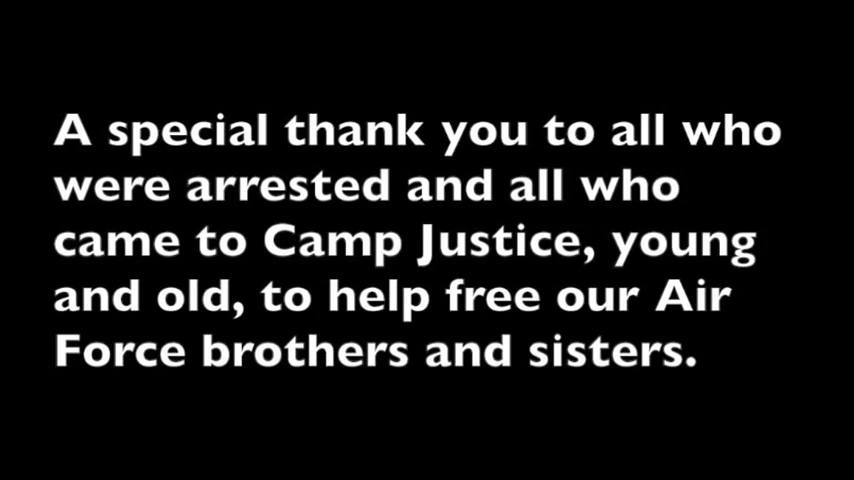 A special thank you to all who
were arrested and all who
came to Camp Justice, young
and old, to help free our Air
Force brothers and sisters.